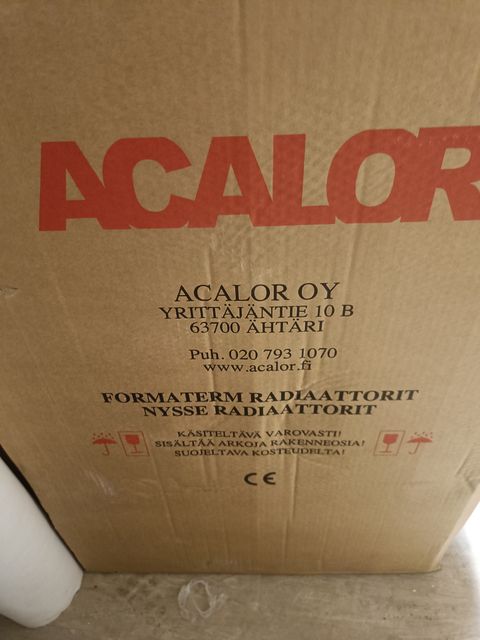 ACALOR
ACALOR OY
YRITTÄJÄNTIE 10 B
63700 ÄHTÄRI
Puh. 020 793 1070
www.acalor.fi
FORMATERM RADIAATTORIT
NYSSE RADIAATTORIT
KÄSITELTÄVÄ VAROVASTI!
SISÄLTÄÄ ARKOJA RAKENNEOSIA!
SUOJELTAVA KOSTEUDELTA!
CE